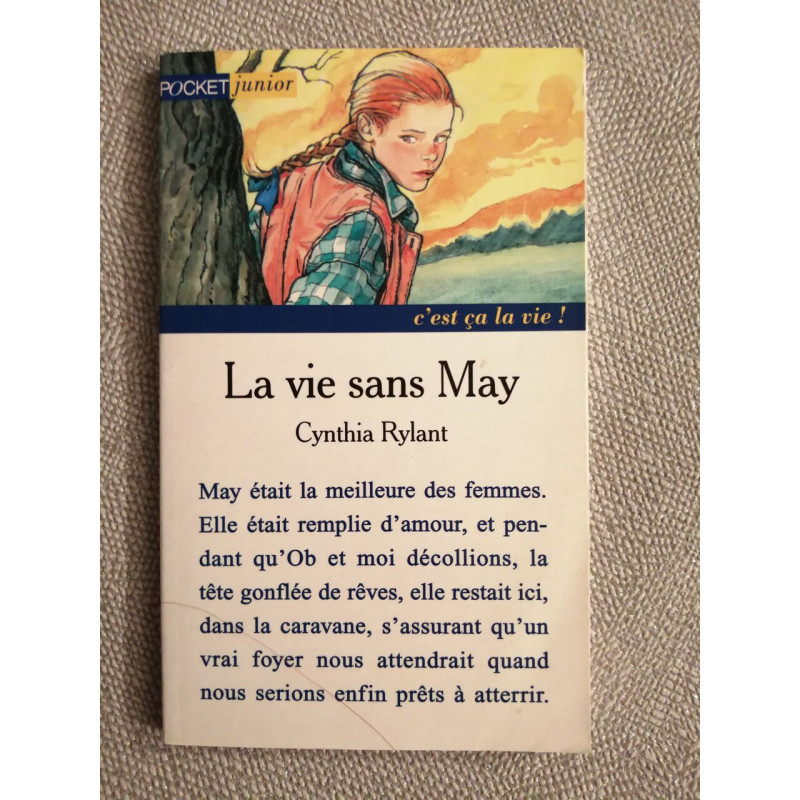 POCKET junior
c'est ça la vie !
La vie sans May
Cynthia Rylant
May était la meilleure des femmes.
Elle était remplie d'amour, et pen-
dant qu'Ob et moi décollions, la
tête gonflée de rêves, elle restait ici,
dans la caravane, s'assurant qu'un
vrai foyer nous attendrait quand
nous serions enfin prêts à atterrir.